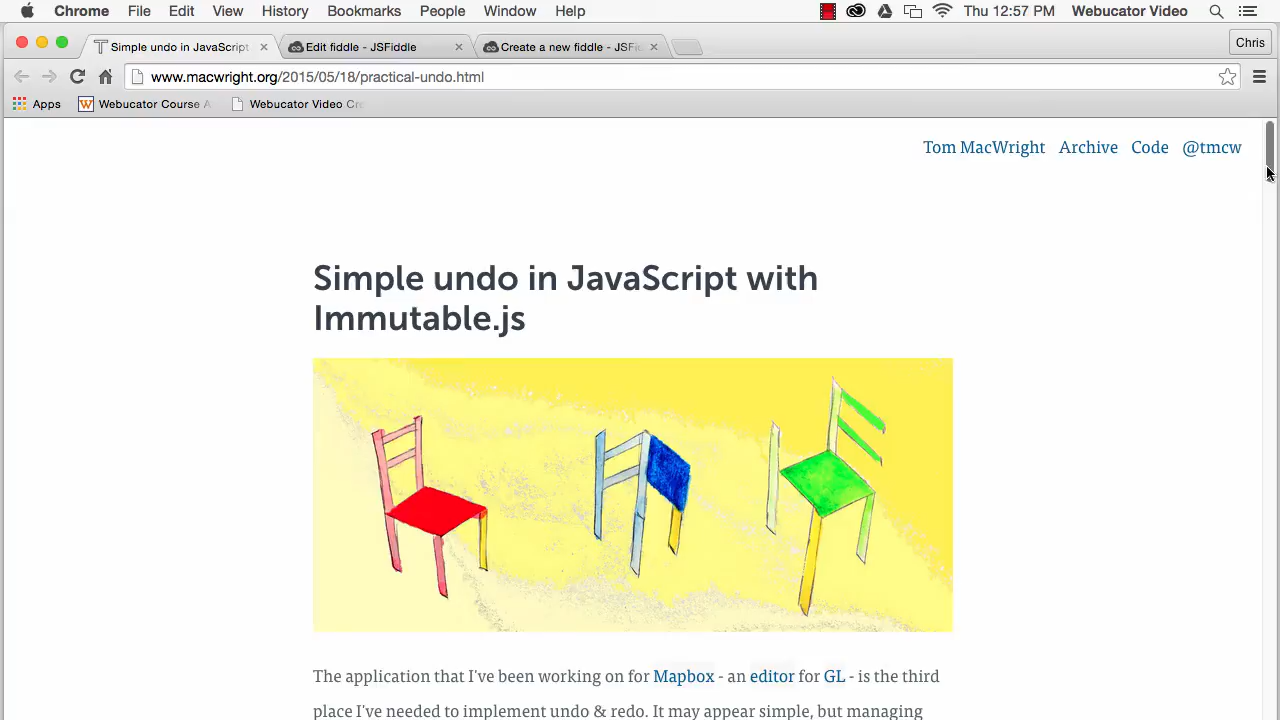 Chrome File Edit View History Bookmarks People Window Help Thu 12:57 PM Webucator Video
Simple undo in JavaScript Edit fiddle - JSFiddle Create a new fiddle - JSFi Chris
www.macwright.org/2015/05/18/practical-undo.html
Apps Webucator Course A Webucator Video Cr
Tom MacWright Archive Code @tmcw
Simple undo in JavaScript with
Immutable.js
The application that I've been working on for Mapbox - an editor for GL - is the third
place I've needed to implement undo & redo. It may appear simple, but managing